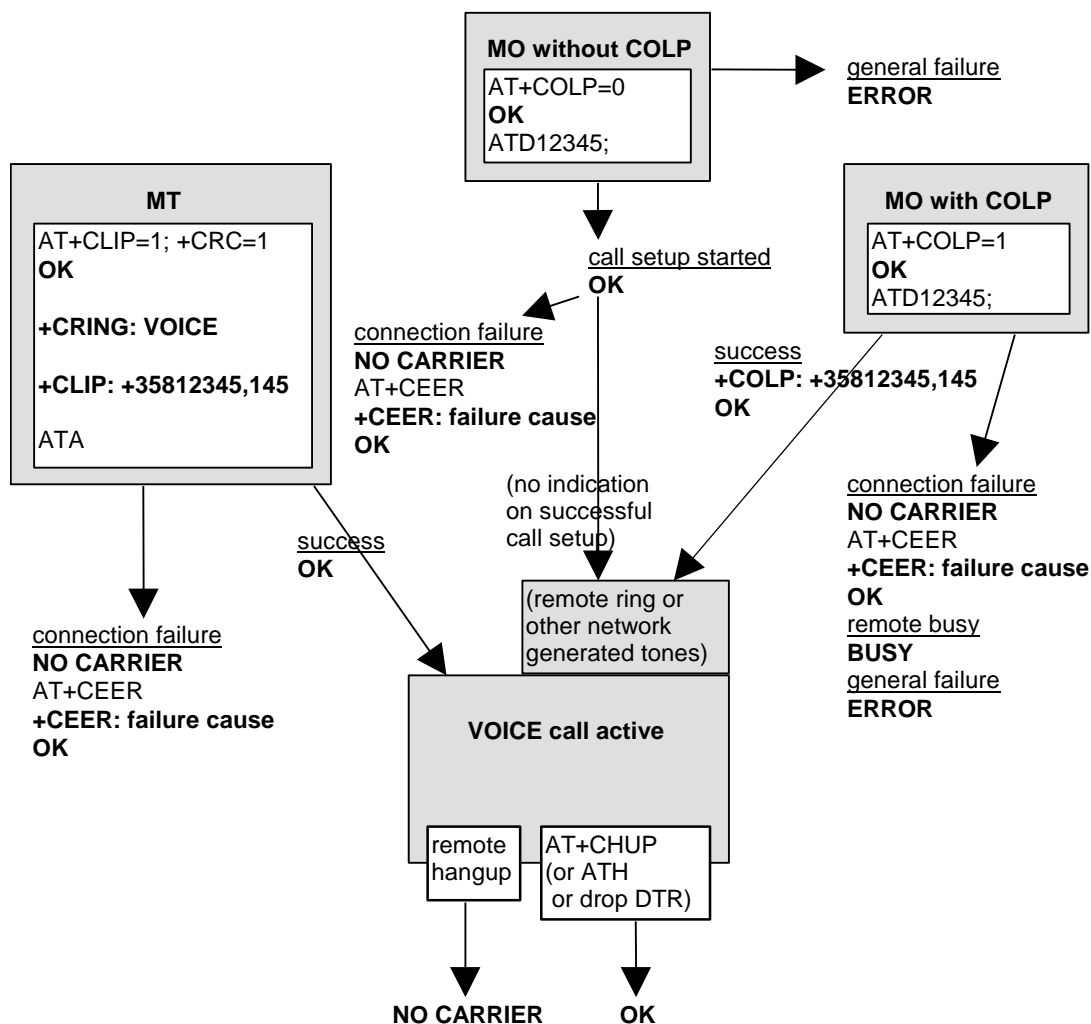 MO without COLP
AT+COLP=0
OK
ATD12345;
general failure
ERROR
MT
AT+CLIP=1; +CRC=1
OK
+CRING: VOICE
+CLIP: +35812345,145
ATA
MO with COLP
AT+COLP=1
OK
ATD12345;
call setup started
OK
connection failure
NO CARRIER
AT+CEER
+CEER: failure cause
OK
success
+COLP: +35812345,145
OK
(no indication
on successful
call setup)
success
OK
connection failure
NO CARRIER
AT+CEER
+CEER: failure cause
OK
remote busy
BUSY
general failure
ERROR
connection failure
NO CARRIER
AT+CEER
+CEER: failure cause
OK
(remote ring or
other network
generated tones)
VOICE call active
remote
hangup
AT+CHUP
(or ATH
or drop DTR)
NO CARRIER
OK